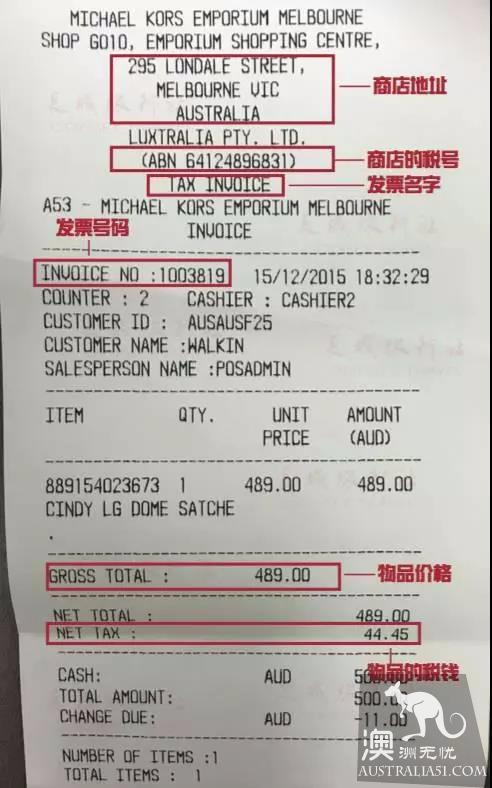 MICHAEL KORS EMPORIUM MELBOURNE
SHOP G010, EMPORIUM SHOPPING CENTRE,
295 LONDALE STREET,
MELBOURNE VIC
商店地址
AUSTRALIA
LUXTRALIA PTY. LTD.
(ABN 64124896831)
商店的税号
TAX INVOICE
发票名字
A53 - MICHAEL KORS EMPORIUM MELBOURNE
发票号码
INVOICE
INVOICE NO :1003819 15/12/2015 18:32:29
COUNTER : 2 CASHIER : CASHIER2
CUSTOMER ID : AUSAUSF25
CUSTOMER NAME :WALKIN
SALESPERSON NAME :POSADMIN
ITEM QTY. UNIT AMOUNT
PRICE (AUD)
889154023673 1 489.00 489.00
CINDY LG DOME SATCHE
.
GROSS TOTAL : 489.00
物品价格
NET TOTAL : 489.00
NET TAX : 44.45
物品的税钱
CASH: AUD 500.00
TOTAL AMOUNT: 500.00
CHANGE DUE: AUD -11.00
NUMBER OF ITEMS :1
TOTAL ITEMS : 1
澳洲无忧
AUSTRALIA51.COM